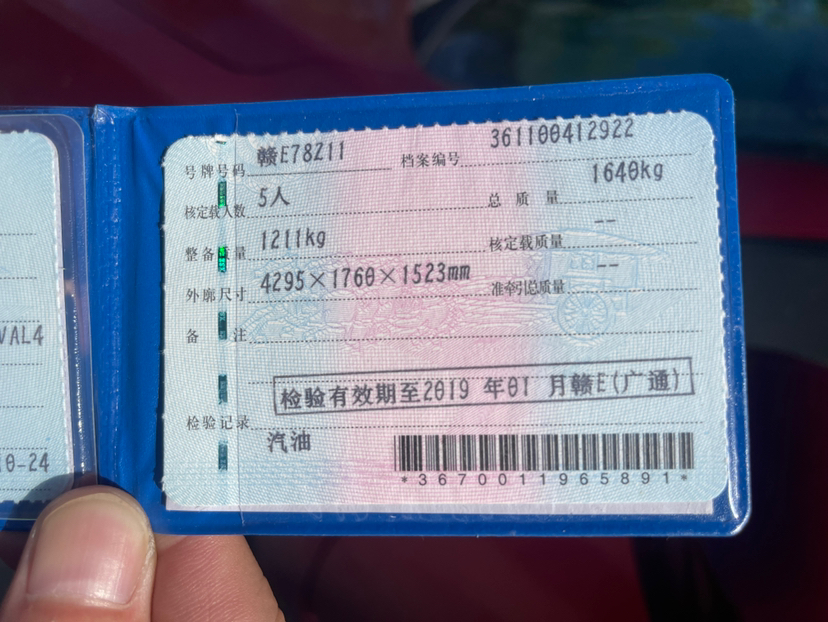 号牌号码 赣E78Z11 档案编号 361100412922
核定载人数 5人 总质量 1640kg
整备质量 1211kg 核定载质量 --
外廓尺寸 4295×1760×1523mm 准牵引总质量 --
备注
检验有效期至2019年01月赣E(广通)
检验记录
汽油
*3670011965891*
VAL4
10-24